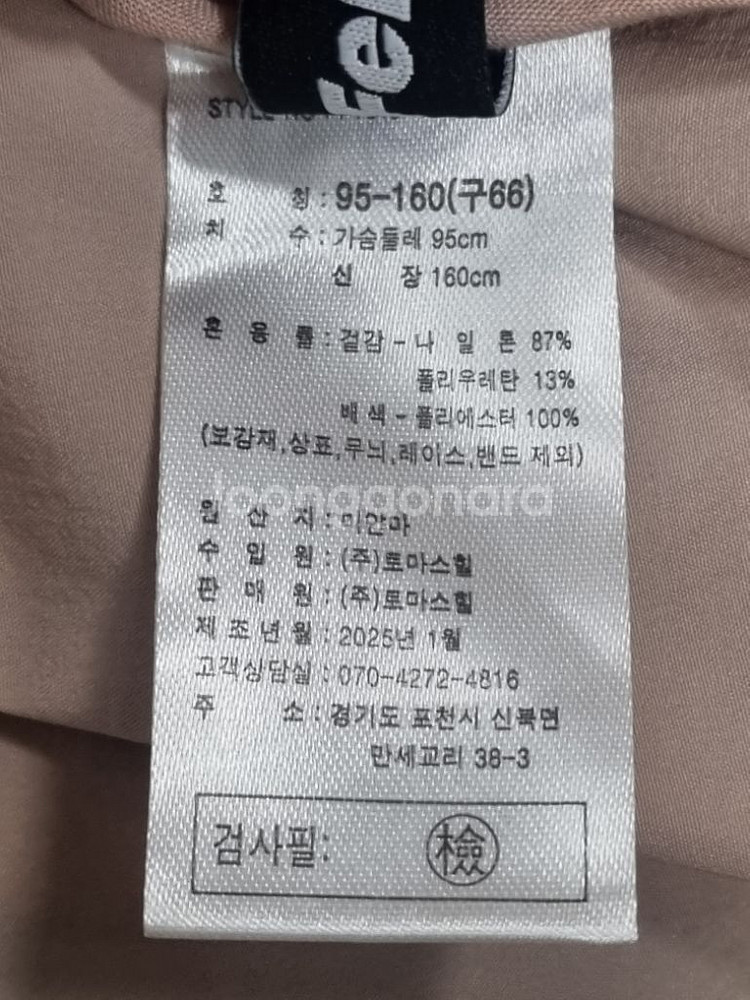 Fe
STYLE
호 칭 : 95-160(구66)
치 수 : 가슴둘레 95cm
신 장 160cm
혼 용 률 : 겉감 - 나 일 론 87%
폴리우레탄 13%
배 색 - 폴리에스터 100%
(보강재,상표,무늬,레이스,밴드 제외)
joonggonara
원 산 지 : 미얀마
수 입 원 : (주)토마스힐
판 매 원 : (주)토마스힐
제 조 년 월 : 2025년 1월
고객상담실 : 070-4272-4816
주 소 : 경기도 포천시 신북면
만세교리 38-3
검사필: 檢